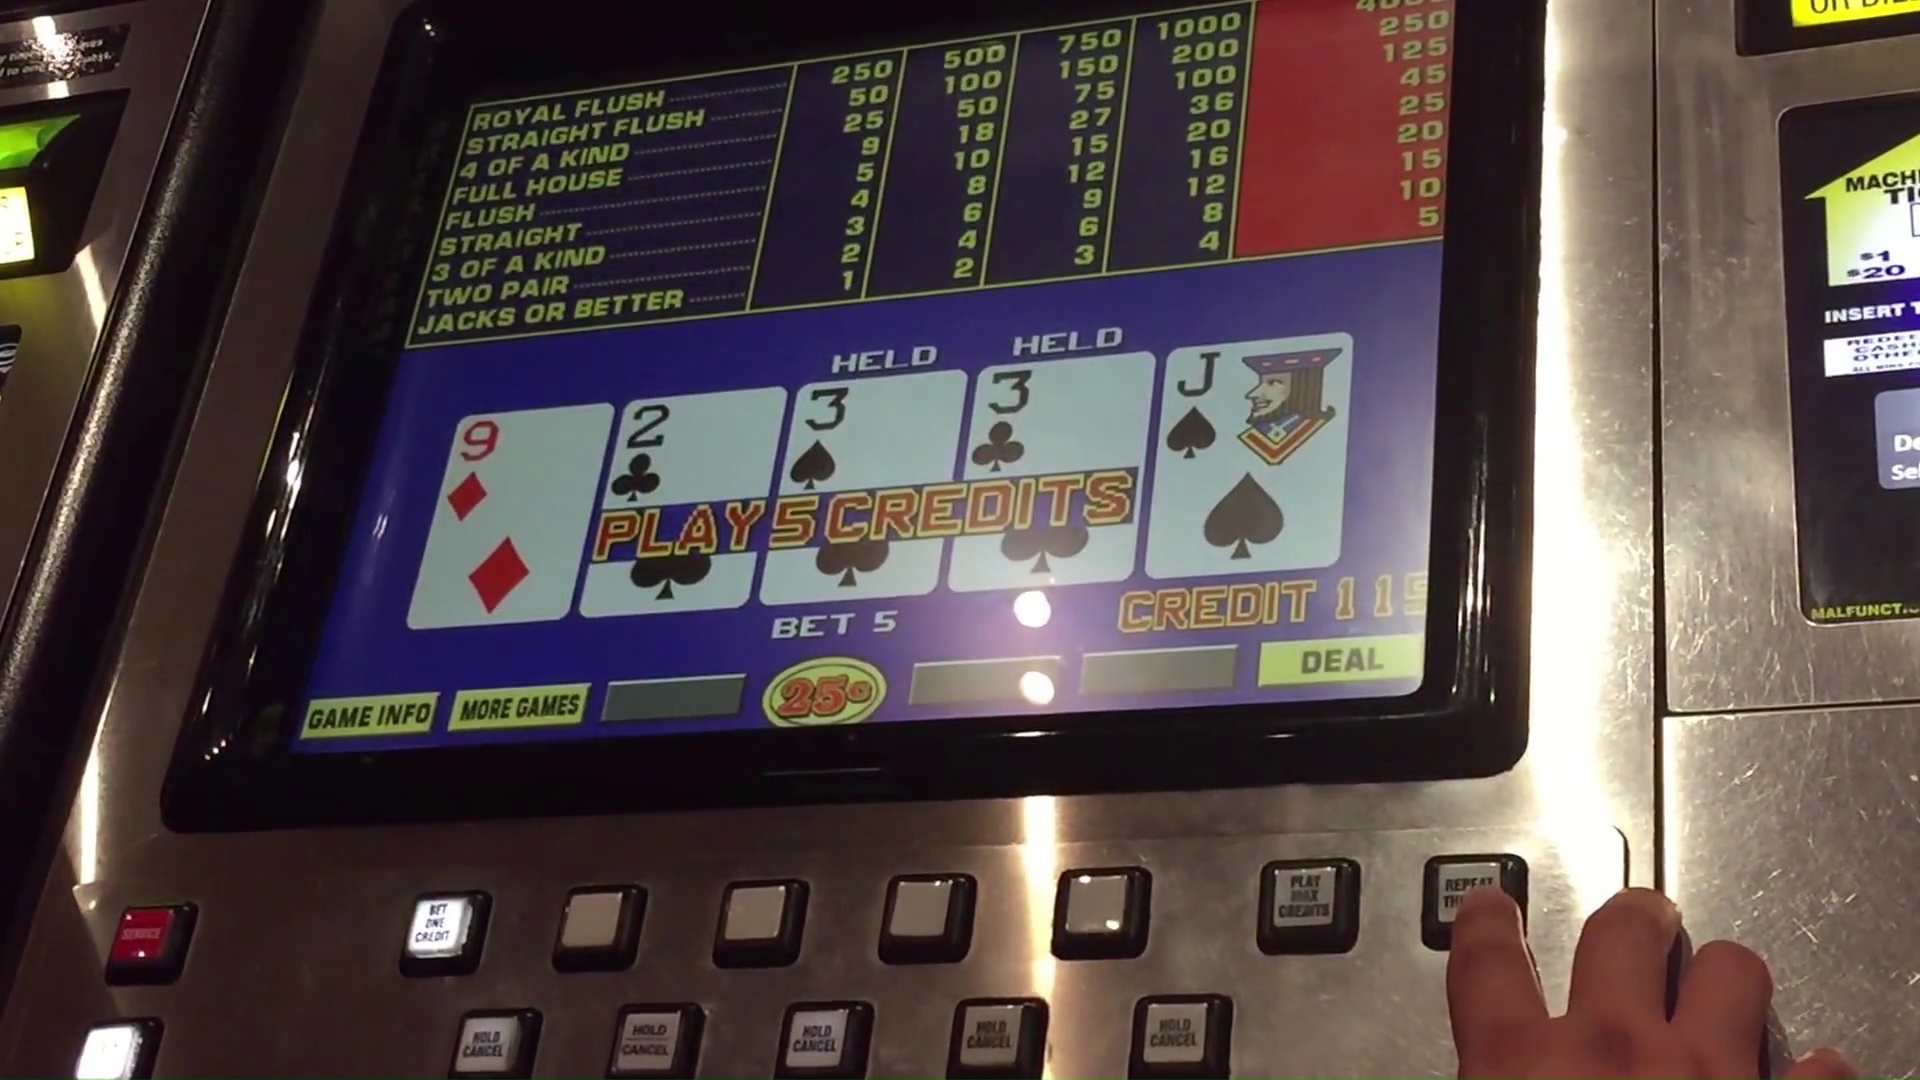 ROYAL FLUSH 250 500 750 1000
STRAIGHT FLUSH 50 100 150 200 250
4 OF A KIND 25 50 75 100 125
FULL HOUSE 9 18 27 36 45
FLUSH 5 10 15 20 25
STRAIGHT 4 8 12 16 20
3 OF A KIND 3 6 9 12 15
TWO PAIR 2 4 6 8 10
JACKS OR BETTER 1 2 3 4 5
HELD HELD
9 2 3 3 J
PLAY 5 CREDITS
BET 5 CREDIT 115
GAME INFO MORE GAMES 25¢ DEAL
SERVICE
BET
ONE
CREDIT
PLAY
MAX
CREDITS
REPEAT
HOLD
CANCEL
HOLD
CANCEL
HOLD
CANCEL
HOLD
CANCEL
HOLD
CANCEL
$1
$20
INSERT
MALFUNCT